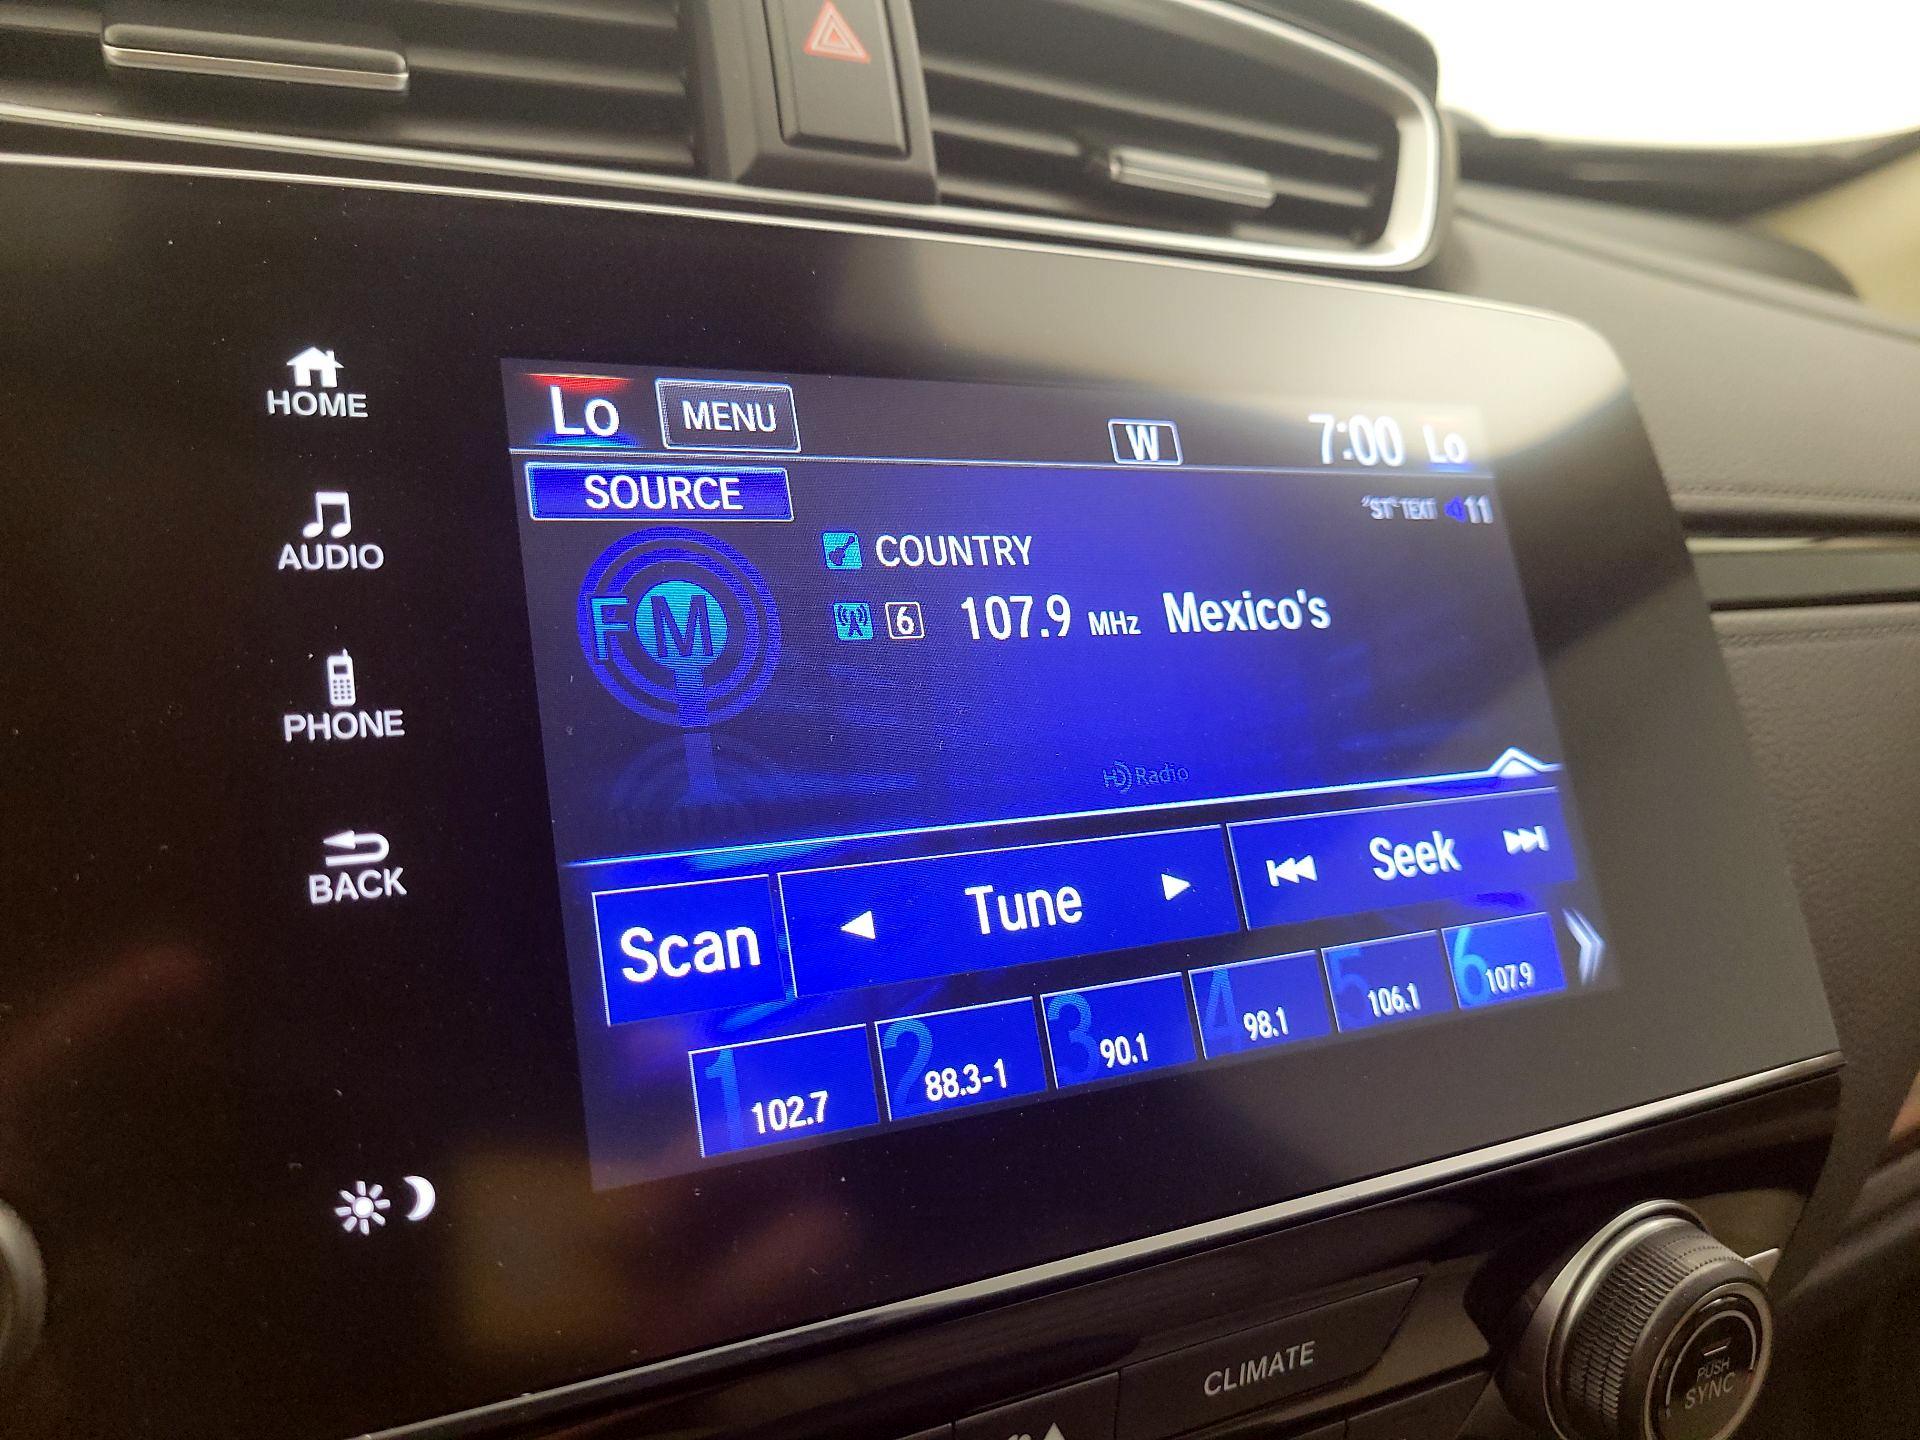 HOME
AUDIO
PHONE
BACK
Lo MENU W 7:00 Lo
SOURCE
"ST" TEXT 11
FM
COUNTRY
6 107.9 MHz Mexico's
HD Radio
Scan Tune Seek
1 102.7
2 88.3-1
3 90.1
4 98.1
5 106.1
6 107.9
CLIMATE
PUSH
SYNC